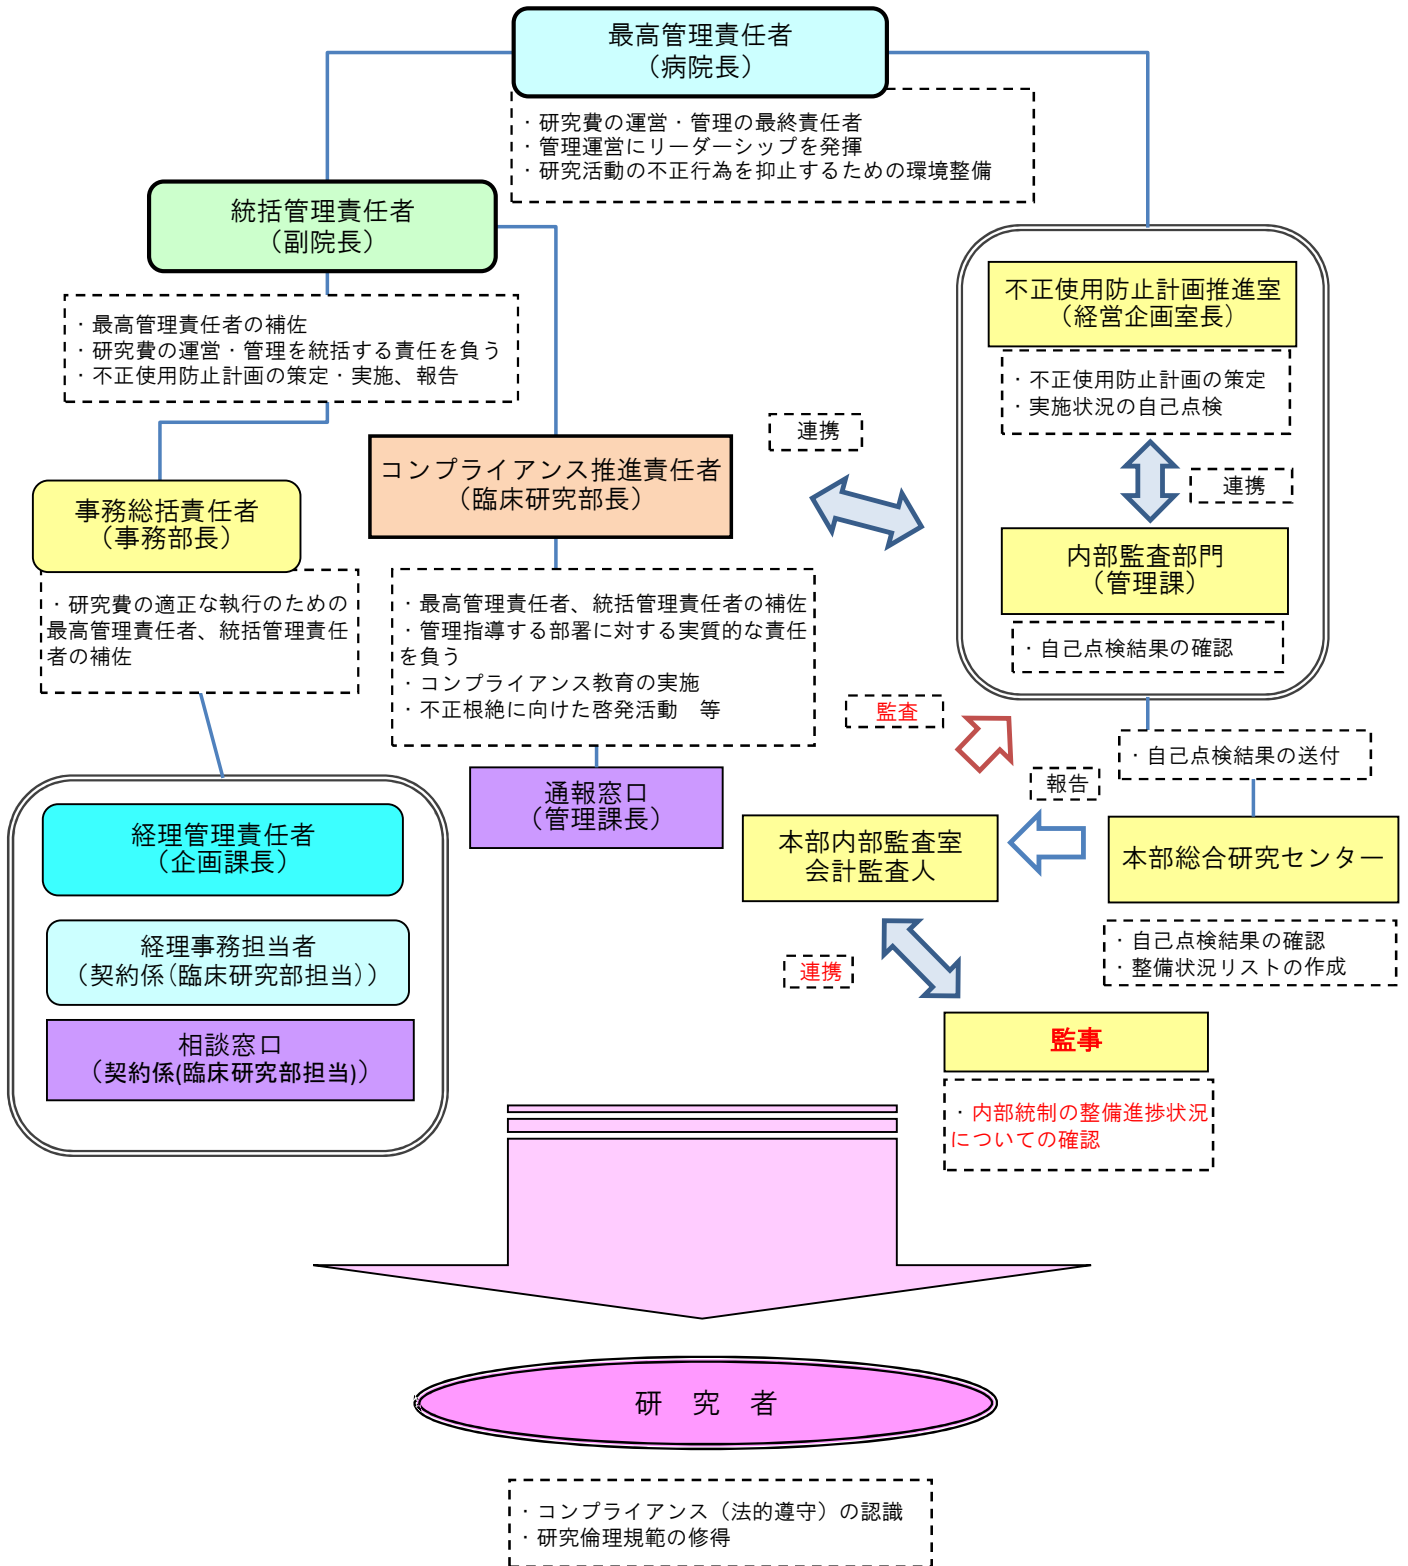 最高管理責任者
（病院長）
・研究費の運営・管理の最終責任者
・管理運営にリーダーシップを発揮
・研究活動の不正行為を抑止するための環境整備
統括管理責任者
（副院長）
・最高管理責任者の補佐
・研究費の運営・管理を統括する責任を負う
・不正使用防止計画の策定・実施、報告
不正使用防止計画推進室
（経営企画室長）
・不正使用防止計画の策定
・実施状況の自己点検
連携
連携
内部監査部門
（管理課）
・自己点検結果の確認
コンプライアンス推進責任者
（臨床研究部長）
事務総括責任者
（事務部長）
・研究費の適正な執行のための
最高管理責任者、統括管理責任
者の補佐
・最高管理責任者、統括管理責任者の補佐
・管理指導する部署に対する実質的な責任
を負う
・コンプライアンス教育の実施
・不正根絶に向けた啓発活動　等
監査
・自己点検結果の送付
報告
通報窓口
（管理課長）
経理管理責任者
（企画課長）
本部内部監査室
会計監査人
本部総合研究センター
・自己点検結果の確認
・整備状況リストの作成
経理事務担当者
（契約係（臨床研究部担当））
連携
相談窓口
（契約係(臨床研究部担当)）
監事
・内部統制の整備進捗状況
についての確認
研　究　者
・コンプライアンス（法的遵守）の認識
・研究倫理規範の修得